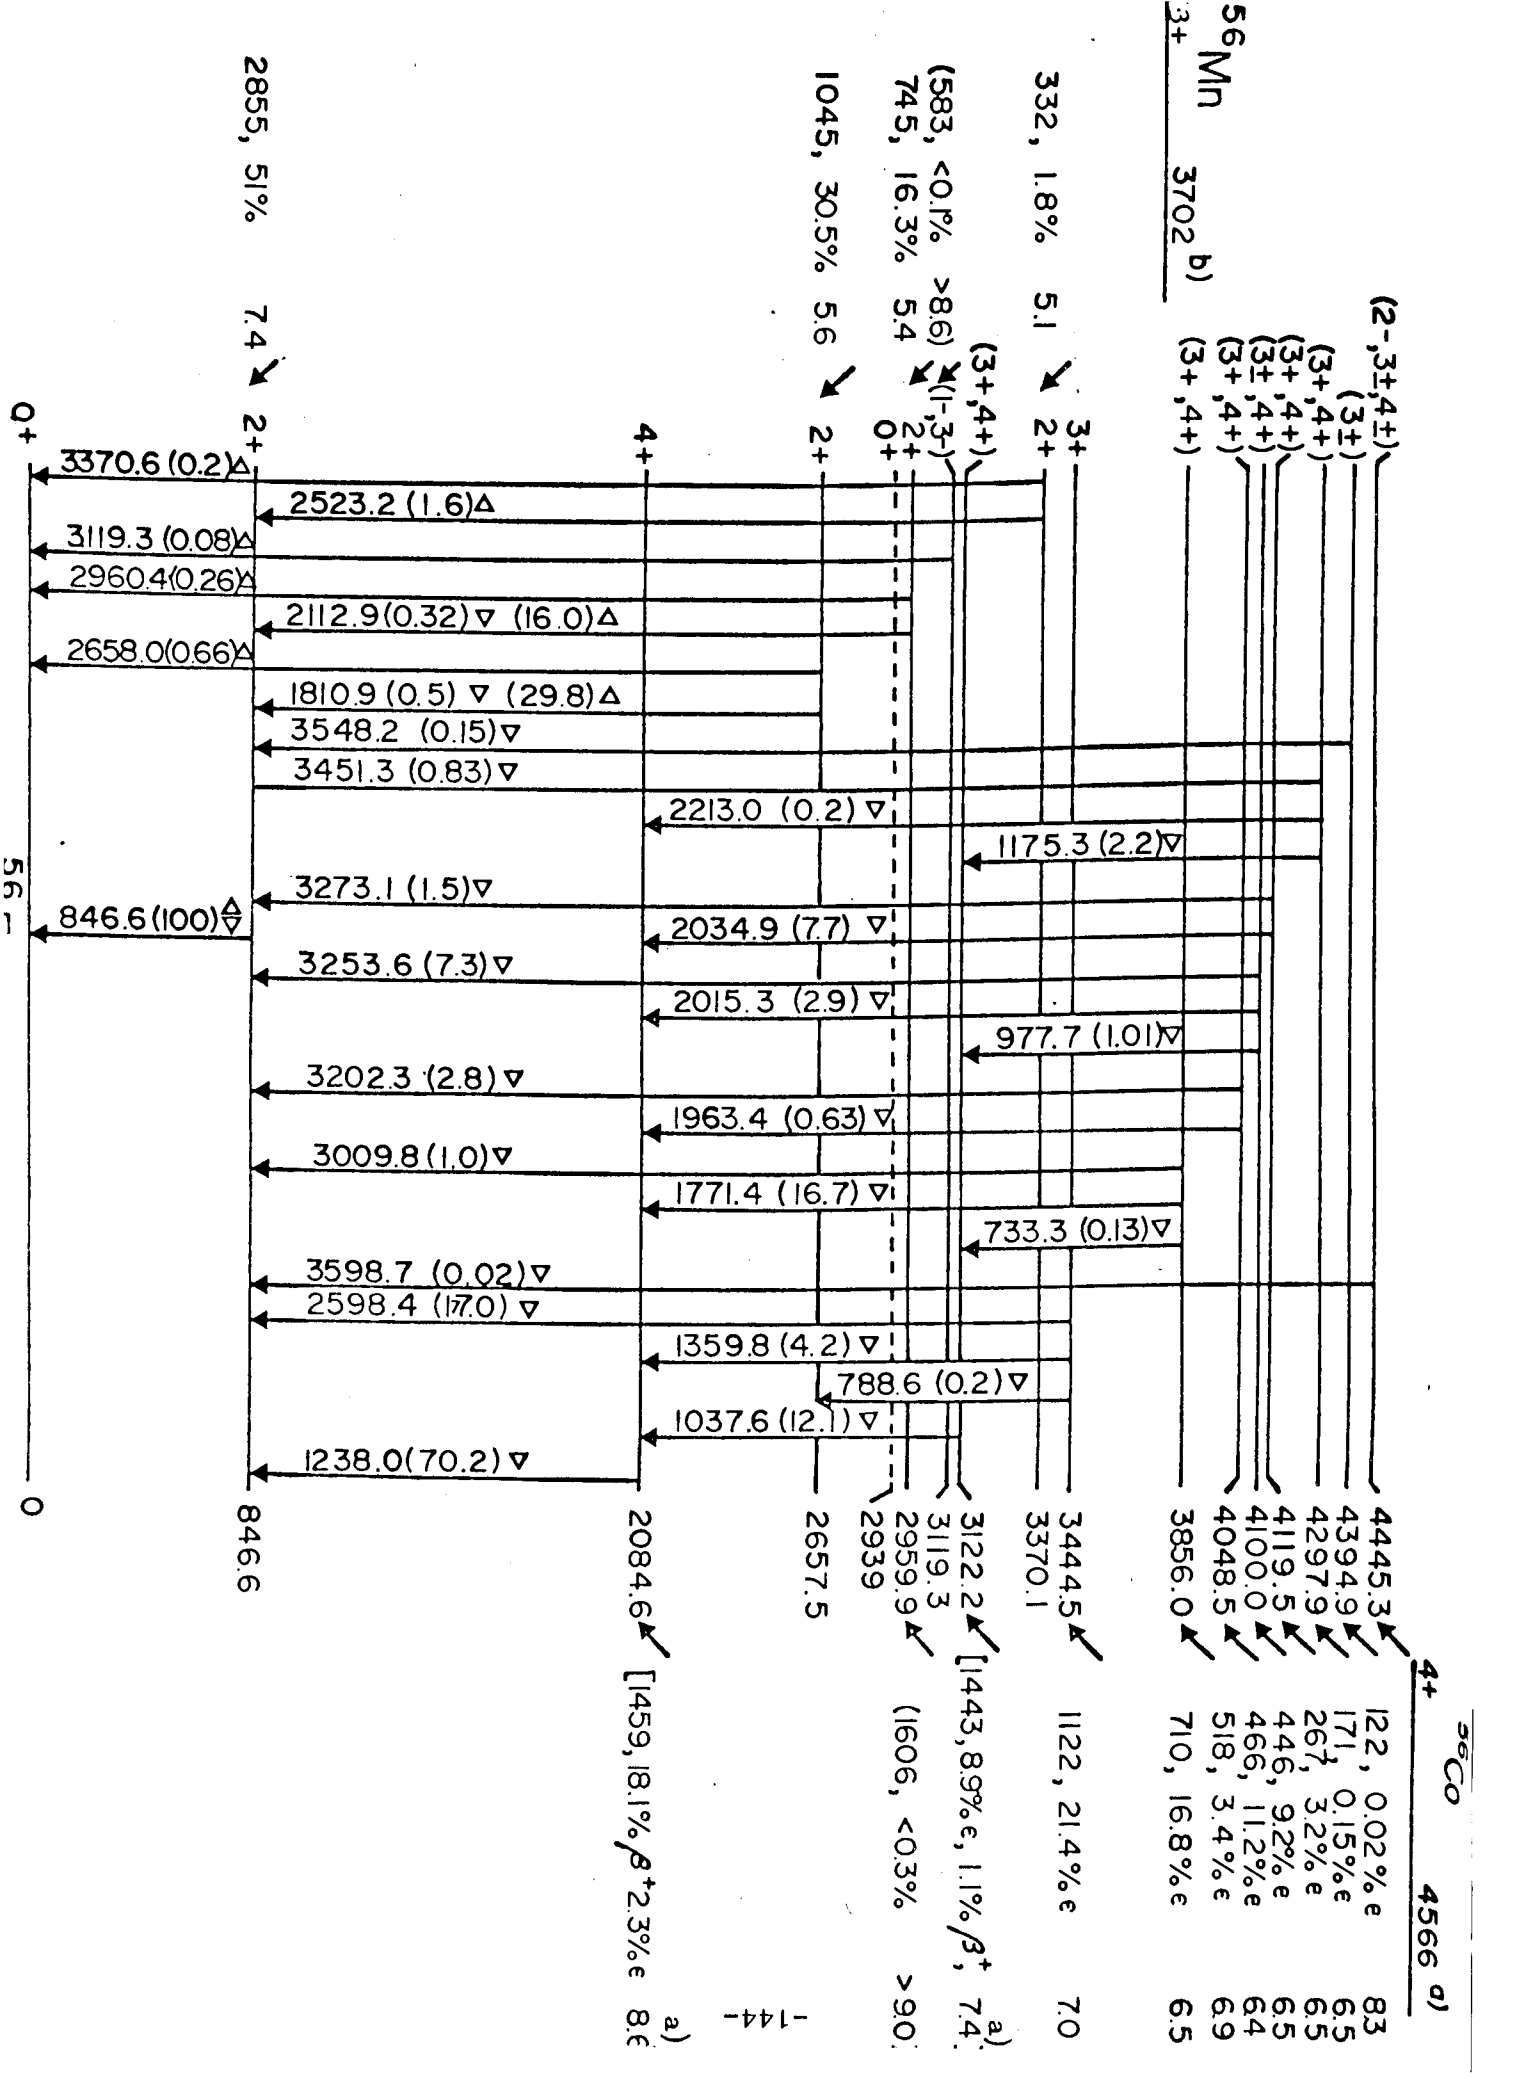 56Mn
3+ 3702 b)
332, 1.8% 5.1
(583, <0.1% >8.6)
745, 16.3% 5.4
1045, 30.5% 5.6
2855, 51% 7.4
(2-,3±,4±)
(3±)
(3+,4+)
(3+,4+)
(3±,4+)
(3+,4+)
(3+,4+)
3+
2+
(3+,4+)
(1-,3-)
2+
0+
2+
4+
2+
0+
3370.6 (0.2)△
2523.2 (1.6)△
3119.3 (0.08)△
2960.4(0.26)△
2112.9(0.32)▽ (16.0)△
2658.0(0.66)△
1810.9 (0.5) ▽ (29.8)△
3548.2 (0.15)▽
3451.3 (0.83)▽
2213.0 (0.2) ▽
1175.3 (2.2)▽
3273.1 (1.5)▽
846.6(100)△▽
2034.9 (7.7) ▽
3253.6 (7.3)▽
2015.3 (2.9) ▽
977.7 (1.01)▽
3202.3 (2.8) ▽
1963.4 (0.63)▽
3009.8(1.0)▽
1771.4 (16.7) ▽
733.3 (0.13)▽
3598.7 (0.02)▽
2598.4 (17.0) ▽
1359.8(4.2)▽
788.6 (0.2)▽
1037.6(12.1) ▽
1238.0(70.2)▽
4445.3
4394.9
4297.9
4119.5
4100.0
4048.5
3856.0
3444.5
3370.1
3122.2
3119.3
2959.9
2939
2657.5
2084.6
846.6
0
56Co
4+ 4566 a)
122, 0.02%ε 8.3
171, 0.15%ε 6.5
267, 3.2%ε 6.5
446, 9.2%ε 6.5
466, 11.2%ε 6.4
518, 3.4%ε 6.9
710, 16.8%ε 6.5
1122, 21.4%ε 7.0
[1443, 8.9%ε, 1.1%β+, 7.4 a)
(1606, <0.3% >9.0
[1459, 18.1%β+ 2.3%ε a)
56 -
-144-